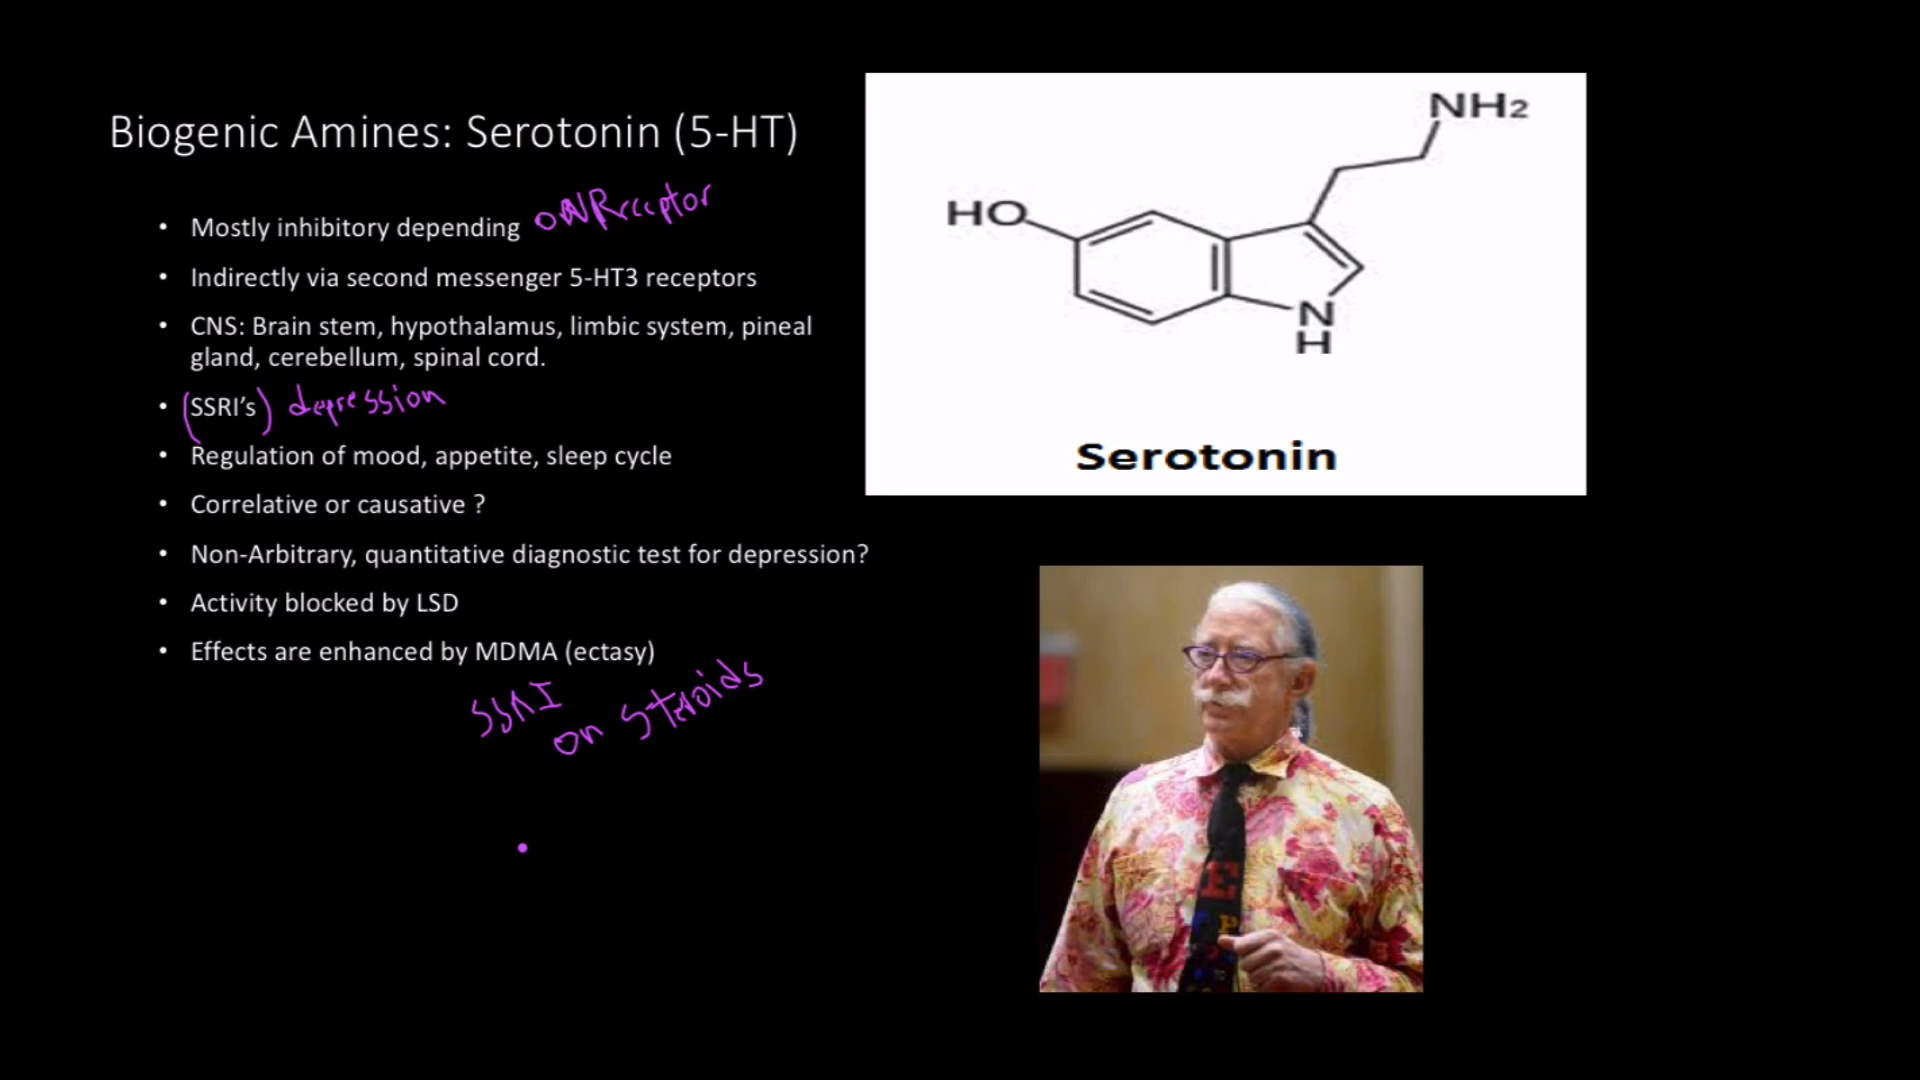 Biogenic Amines: Serotonin (5-HT)
• Mostly inhibitory depending on Receptor
• Indirectly via second messenger 5-HT3 receptors
• CNS: Brain stem, hypothalamus, limbic system, pineal
gland, cerebellum, spinal cord.
• (SSRI's) depression
• Regulation of mood, appetite, sleep cycle
• Correlative or causative ?
• Non-Arbitrary, quantitative diagnostic test for depression?
• Activity blocked by LSD
• Effects are enhanced by MDMA (ectasy)
SSRI
on steroids
NH2
HO
N
H
Serotonin
E
P